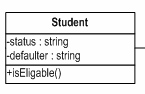 Student
-status : string
-defaulter : string
+isEligable()